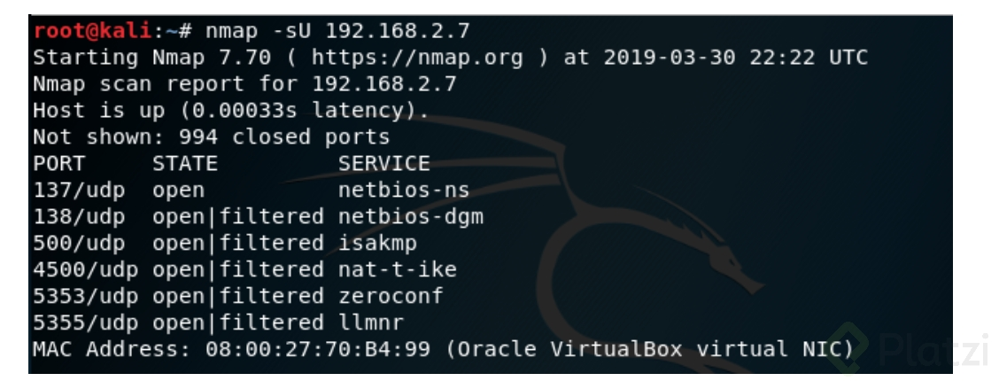 root@kali:~# nmap -sU 192.168.2.7
Starting Nmap 7.70 ( https://nmap.org ) at 2019-03-30 22:22 UTC
Nmap scan report for 192.168.2.7
Host is up (0.00033s latency).
Not shown: 994 closed ports
PORT     STATE         SERVICE
137/udp  open          netbios-ns
138/udp  open|filtered netbios-dgm
500/udp  open|filtered isakmp
4500/udp open|filtered nat-t-ike
5353/udp open|filtered zeroconf
5355/udp open|filtered llmnr
MAC Address: 08:00:27:70:B4:99 (Oracle VirtualBox virtual NIC)
Platzi